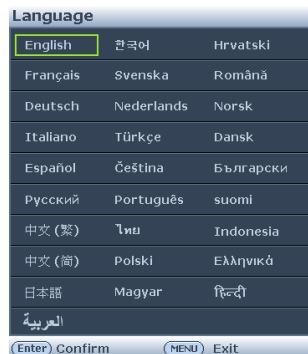 Language
English 한국어 Hrvatski
Français Svenska Română
Deutsch Nederlands Norsk
Italiano Türkçe Dansk
Español Čeština Български
Русский Português suomi
中文 (繁) ไทย Indonesia
中文 (简) Polski Ελληνικά
日本語 Magyar हिन्दी
العربية
Enter Confirm MENU Exit